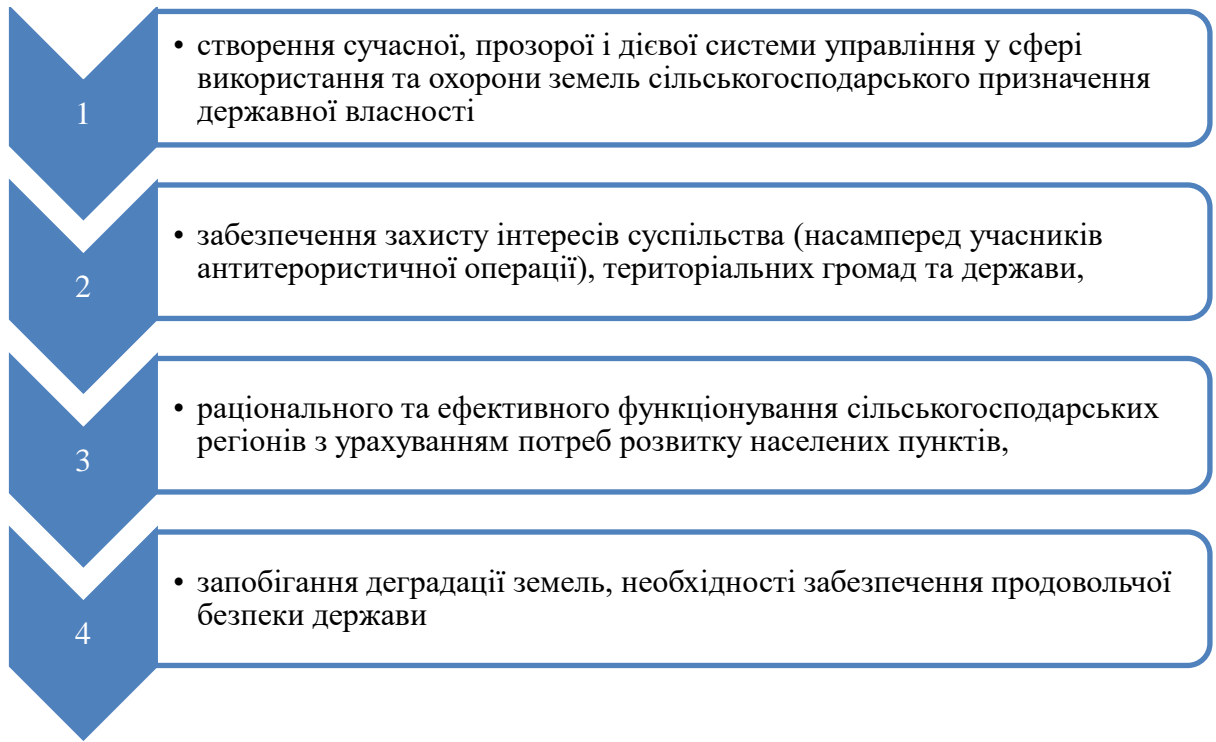 1
• створення сучасної, прозорої і дієвої системи управління у сфері
використання та охорони земель сільськогосподарського призначення
державної власності
2
• забезпечення захисту інтересів суспільства (насамперед учасників
антитерористичної операції), територіальних громад та держави,
3
• раціонального та ефективного функціонування сільськогосподарських
регіонів з урахуванням потреб розвитку населених пунктів,
4
• запобігання деградації земель, необхідності забезпечення продовольчої
безпеки держави